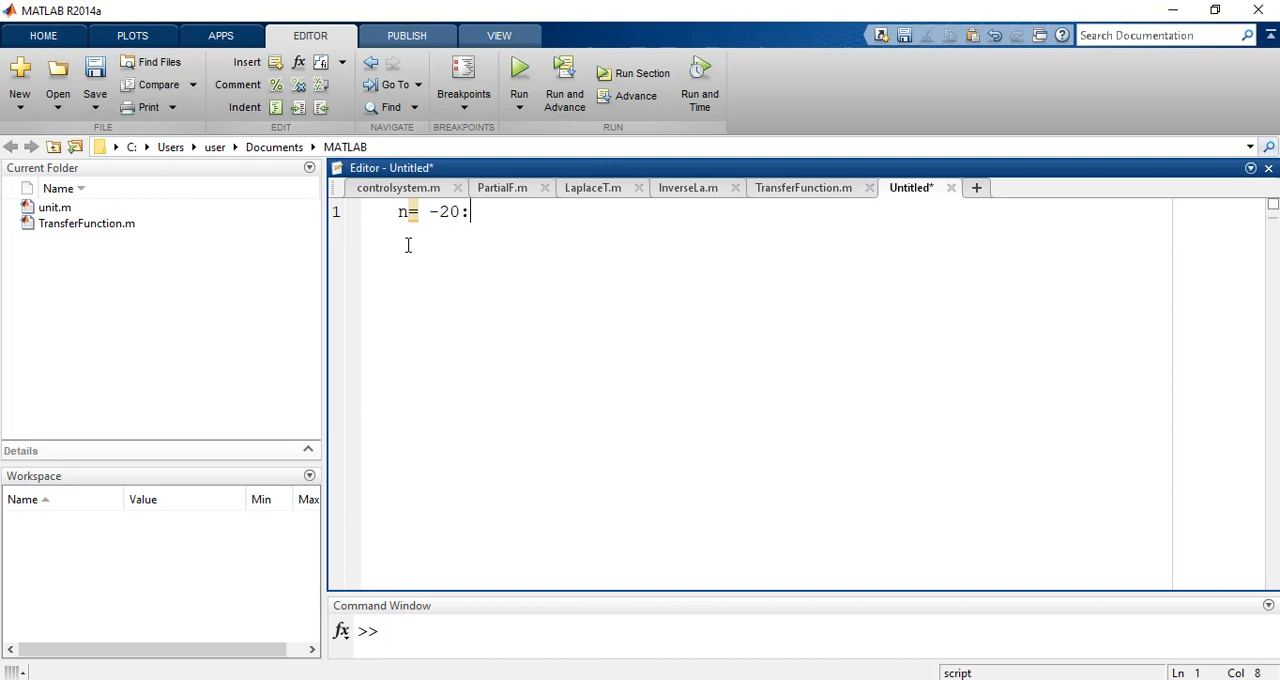 MATLAB R2014a
HOME PLOTS APPS EDITOR PUBLISH VIEW Search Documentation
New Open Save Find Files Compare Print
Insert fx Comment % Indent
Go To Find
Breakpoints
Run Run and Advance Run Section Advance Run and Time
FILE EDIT NAVIGATE BREAKPOINTS RUN
C: Users user Documents MATLAB
Current Folder
Name
unit.m
TransferFunction.m
Details
Workspace
Name Value Min Max
Editor - Untitled*
controlsystem.m PartialF.m LaplaceT.m InverseLa.m TransferFunction.m Untitled*
1 n= -20:
Command Window
fx >>
script Ln 1 Col 8